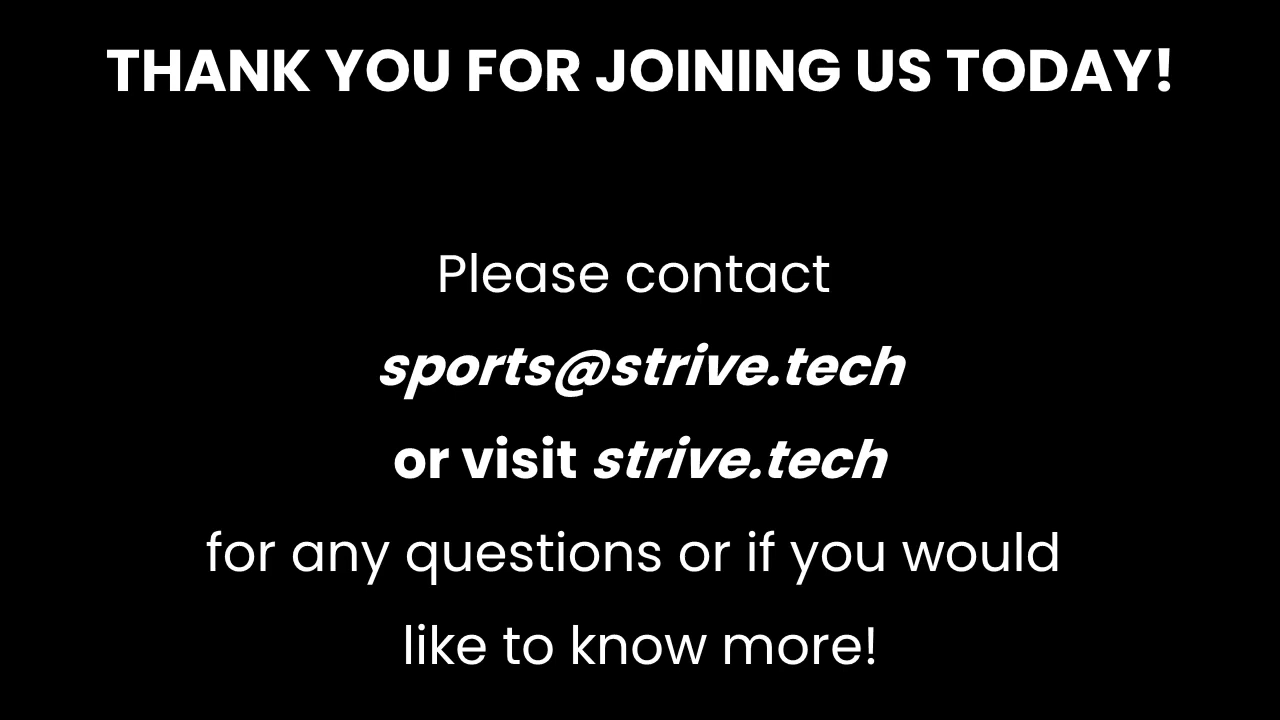 THANK YOU FOR JOINING US TODAY!
Please contact
sports@strive.tech
or visit strive.tech
for any questions or if you would
like to know more!